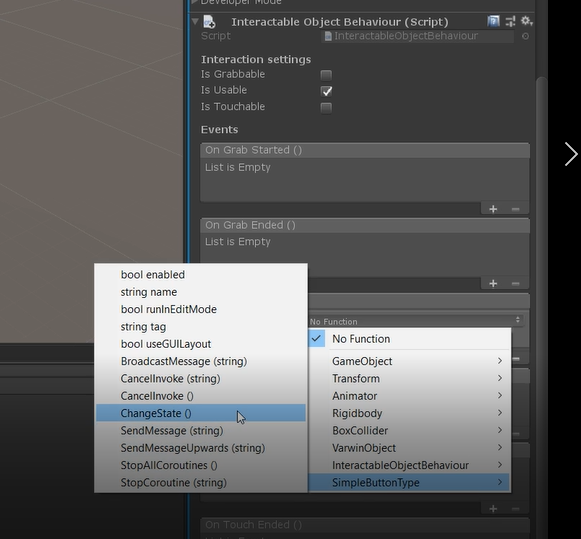 Developer Mode
Interactable Object Behaviour (Script)
Script InteractableObjectBehaviour
Interaction settings
Is Grabbable
Is Usable
Is Touchable
Events
On Grab Started ()
List is Empty
On Grab Ended ()
List is Empty
No Function
bool enabled
string name
bool runInEditMode
string tag
bool useGUILayout
BroadcastMessage (string)
CancelInvoke (string)
CancelInvoke ()
ChangeState ()
SendMessage (string)
SendMessageUpwards (string)
StopAllCoroutines ()
StopCoroutine (string)
No Function
GameObject
Transform
Animator
Rigidbody
BoxCollider
VarwinObject
InteractableObjectBehaviour
SimpleButtonType
On Touch Ended ()